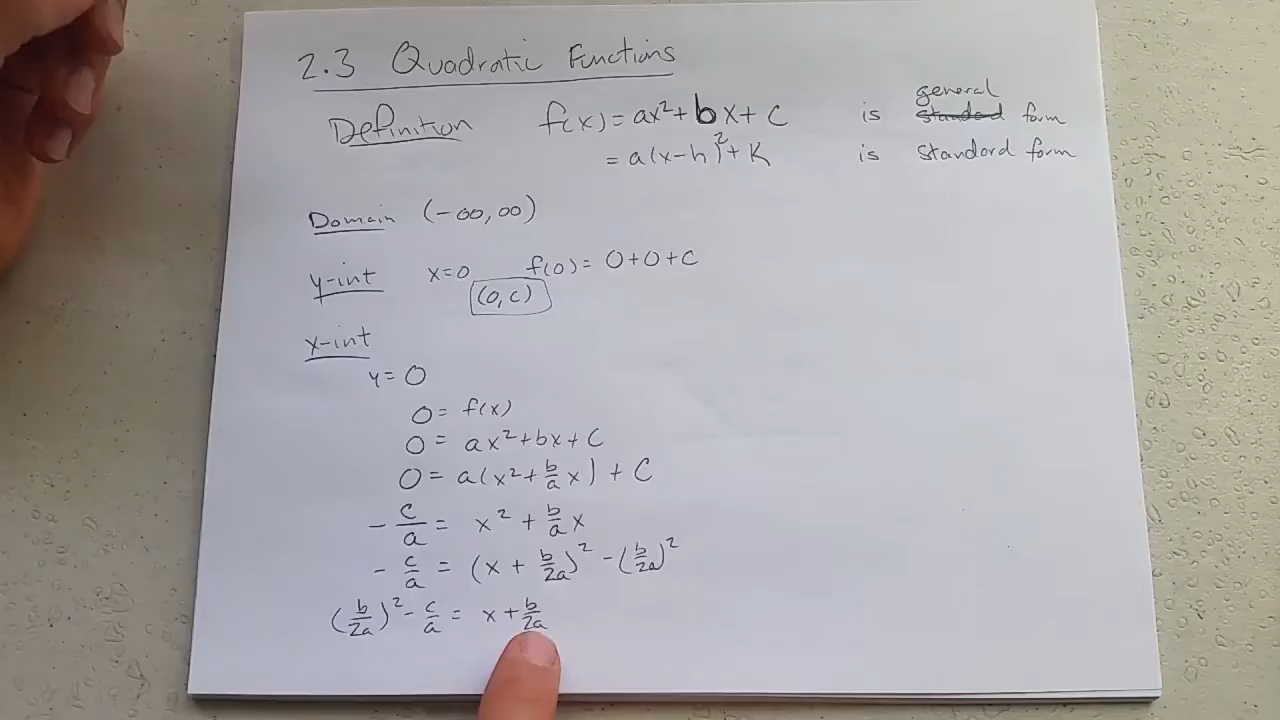 2.3 Quadratic Functions
Definition f(x) = ax² + bx + c is general standard form
= a(x-h)² + k is standard form
Domain (-∞, ∞)
y-int x=0 f(0) = 0+0+c
(0, c)
x-int
y = 0
0 = f(x)
0 = ax² + bx + c
0 = a(x² + b/a x) + c
- c/a = x² + b/a x
- c/a = (x + b/2a)² - (b/2a)²
(b/2a)² - c/a = x + b/2a